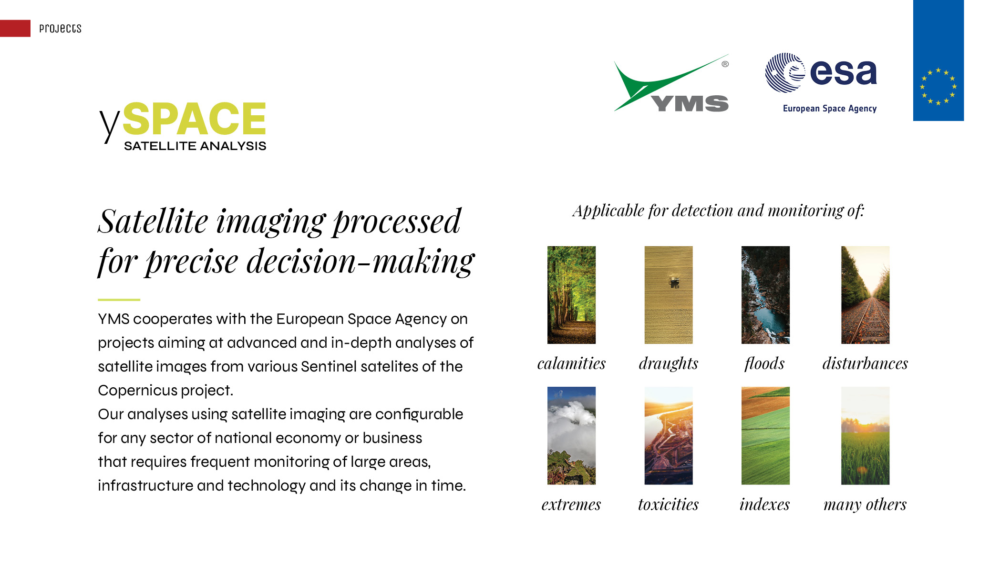 Projects
YMS®
esa
European Space Agency
ySPACE
SATELLITE ANALYSIS
Satellite imaging processed
for precise decision-making
YMS cooperates with the European Space Agency on
projects aiming at advanced and in-depth analyses of
satellite images from various Sentinel satelites of the
Copernicus project.
Our analyses using satellite imaging are configurable
for any sector of national economy or business
that requires frequent monitoring of large areas,
infrastructure and technology and its change in time.
Applicable for detection and monitoring of:
calamities draughts floods disturbances
extremes toxicities indexes many others